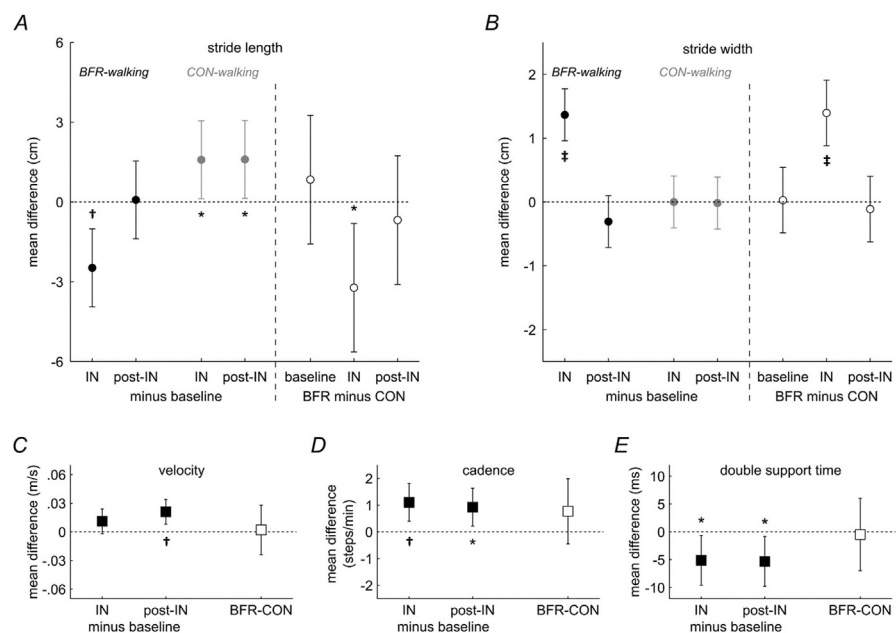 A
stride length
BFR-walking CON-walking
mean difference (cm)
6
3
0
-3
-6
†
*
*
*
IN post-IN IN post-IN baseline IN post-IN
minus baseline BFR minus CON
B
stride width
BFR-walking CON-walking
mean difference (cm)
2
1
0
-1
-2
‡
‡
IN post-IN IN post-IN baseline IN post-IN
minus baseline BFR minus CON
C
velocity
mean difference (m/s)
.06
.03
0
-.03
-.06
†
IN post-IN BFR-CON
minus baseline
D
cadence
mean difference
(steps/min)
2
1
0
-1
-2
†
*
IN post-IN BFR-CON
minus baseline
E
double support time
mean difference (ms)
10
5
0
-5
-10
*
*
IN post-IN BFR-CON
minus baseline